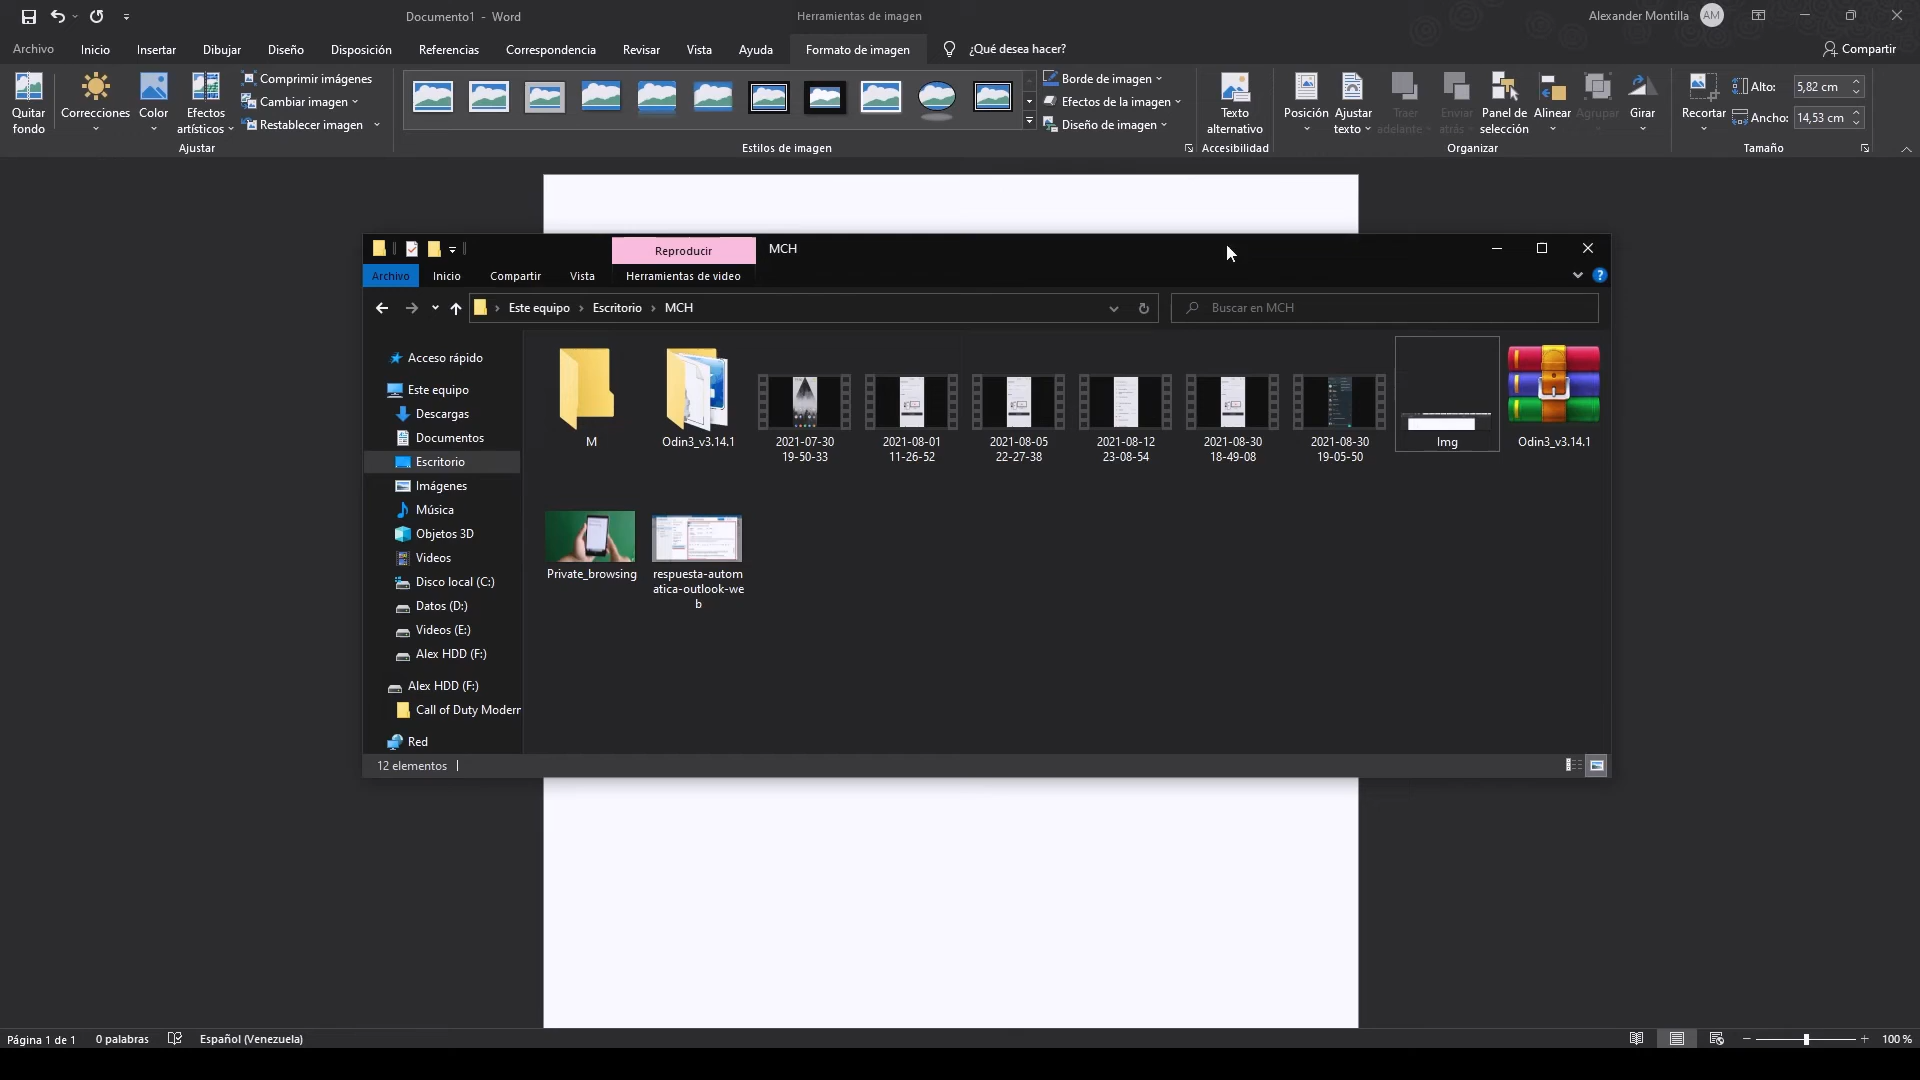 Documento1 - Word
Herramientas de imagen
Alexander Montilla
AM
Archivo
Inicio
Insertar
Dibujar
Diseño
Disposición
Referencias
Correspondencia
Revisar
Vista
Ayuda
Formato de imagen
¿Qué desea hacer?
Compartir
Quitar
fondo
Correcciones
Color
Efectos
artísticos
Comprimir imágenes
Cambiar imagen
Restablecer imagen
Ajustar
Estilos de imagen
Borde de imagen
Efectos de la imagen
Diseño de imagen
Texto
alternativo
Accesibilidad
Posición
Ajustar
texto
Traer
adelante
Enviar
atrás
Panel de
selección
Alinear
Agrupar
Girar
Organizar
Recortar
Alto:
5,82 cm
Ancho:
14,53 cm
Tamaño
Reproducir
MCH
Archivo
Inicio
Compartir
Vista
Herramientas de video
Este equipo
Escritorio
MCH
Buscar en MCH
Acceso rápido
Este equipo
Descargas
Documentos
Escritorio
Imágenes
Música
Objetos 3D
Videos
Disco local (C:)
Datos (D:)
Videos (E:)
Alex HDD (F:)
Alex HDD (F:)
Call of Duty Modern
Red
M
Odin3_v3.14.1
2021-07-30
19-50-33
2021-08-01
11-26-52
2021-08-05
22-27-38
2021-08-12
23-08-54
2021-08-30
18-49-08
2021-08-30
19-05-50
Img
Odin3_v3.14.1
Private_browsing
respuesta-autom
atica-outlook-we
b
12 elementos
Página 1 de 1
0 palabras
Español (Venezuela)
100 %